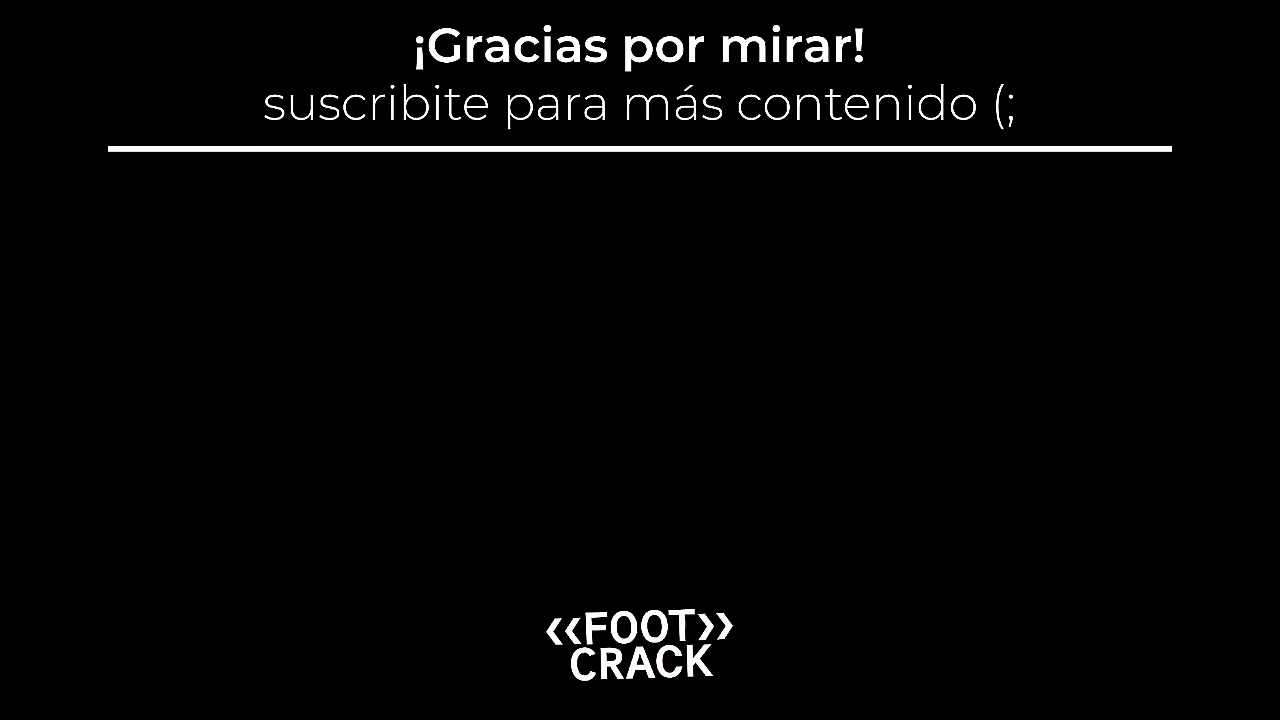 ¡Gracias por mirar!
suscribite para más contenido (;
‹‹FOOT››
CRACK